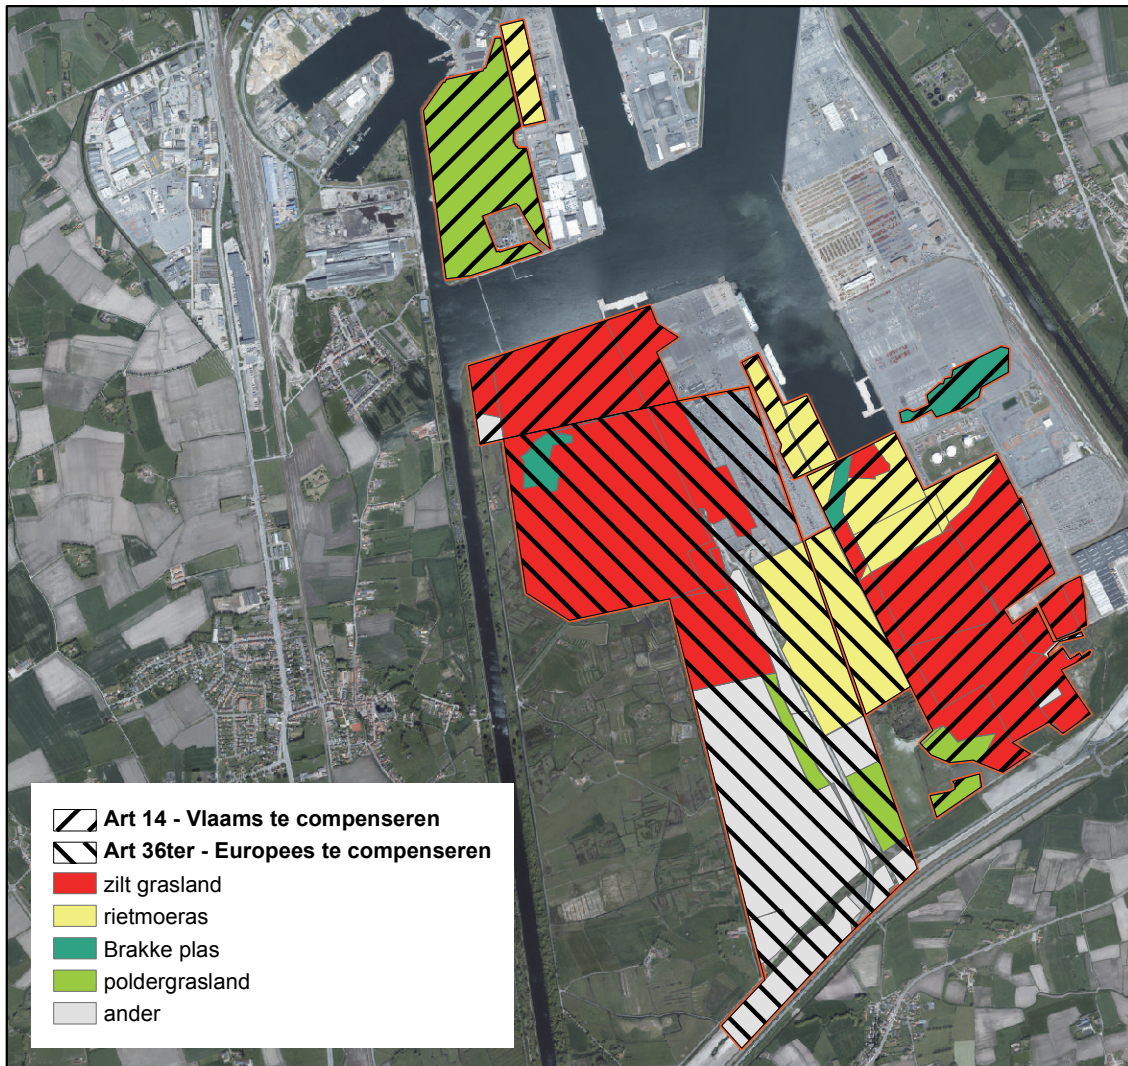 Art 14 - Vlaams te compenseren
Art 36ter - Europees te compenseren
zilt grasland
rietmoeras
Brakke plas
poldergrasland
ander